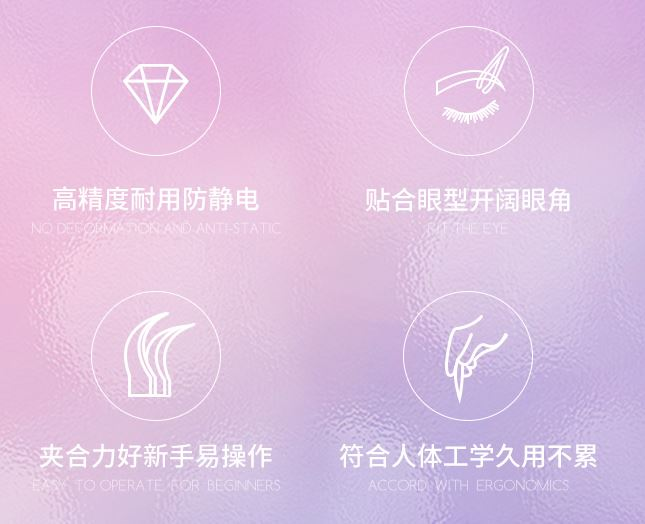 高精度耐用防静电
NO DEFORMATION AND ANTI-STATIC
贴合眼型开阔眼角
FIT THE EYE
夹合力好新手易操作
EASY TO OPERATE FOR BEGINNERS
符合人体工学久用不累
ACCORD WITH ERGONOMICS